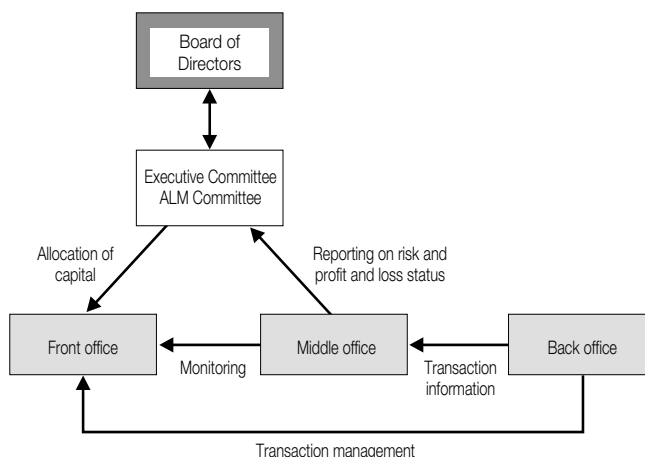 Board of
Directors
Executive Committee
ALM Committee
Allocation of
capital
Reporting on risk and
profit and loss status
Front office
Middle office
Back office
Monitoring
Transaction
information
Transaction management